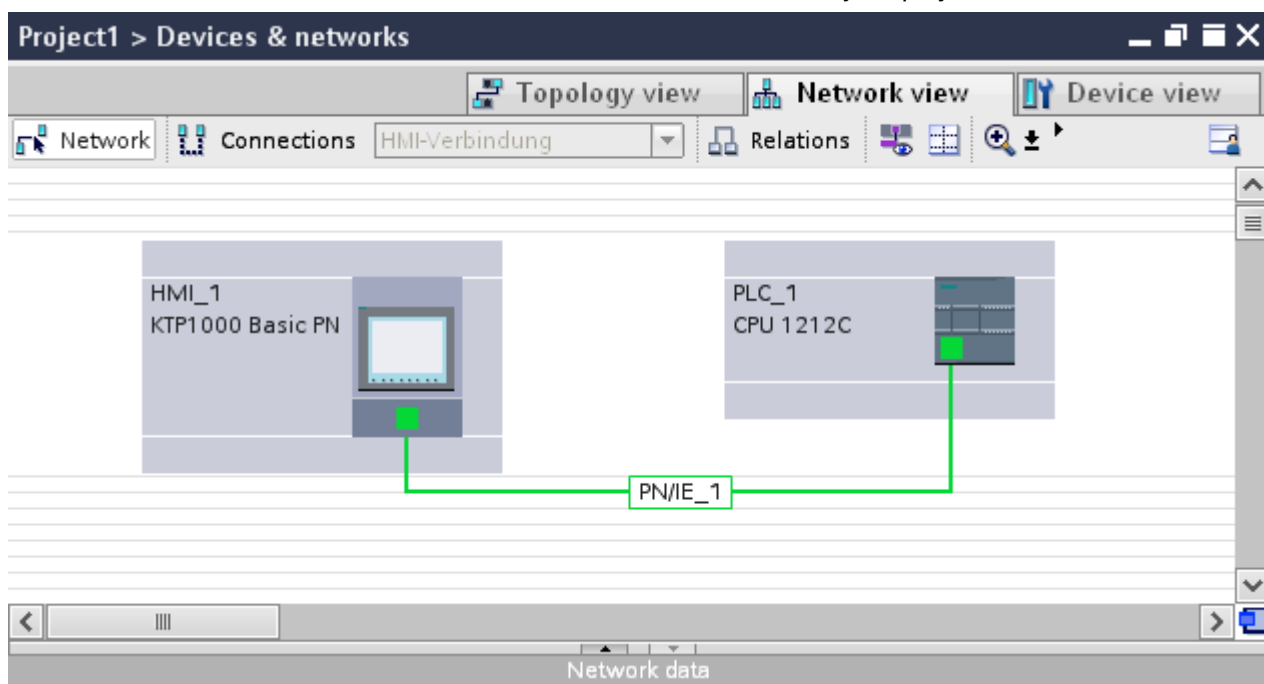 Project1 > Devices & networks
Topology view Network view Device view
Network Connections HMI-Verbindung Relations
HMI_1
KTP1000 Basic PN
PLC_1
CPU 1212C
PN/IE_1
Network data